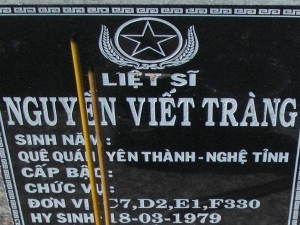 LIỆT SĨ
NGUYỄN VIẾT TRÀNG
SINH NĂM :
QUÊ QUÁN: YÊN THÀNH - NGHỆ TĨNH
CẤP BẬC:
CHỨC VỤ :
ĐƠN VỊ: C7,D2,E1,F330
HY SINH: 18-03-1979